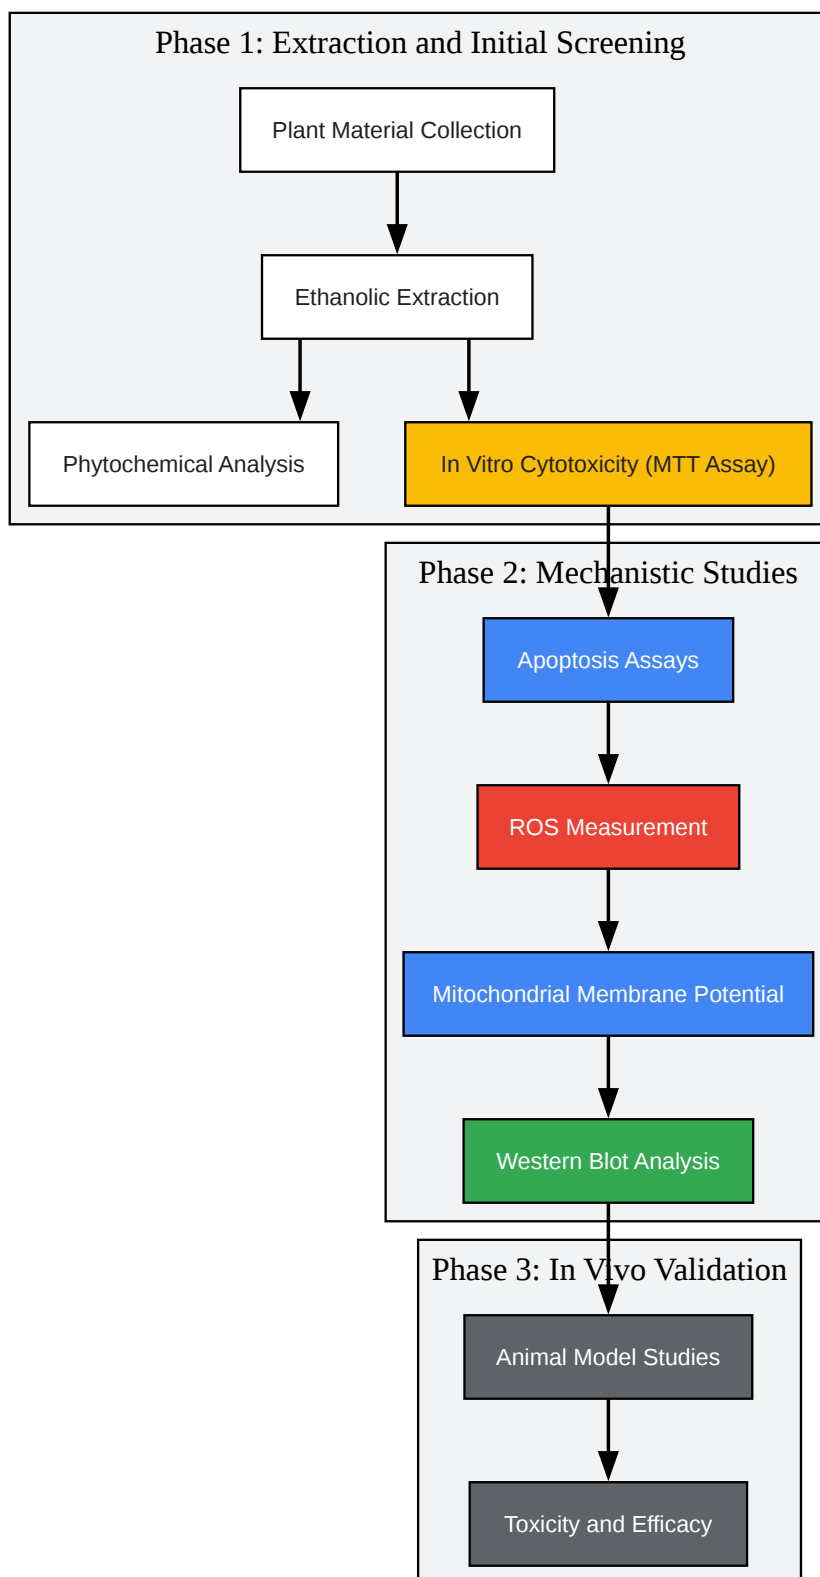 Phase 1: Extraction and Initial Screening
Plant Material Collection
Ethanolic Extraction
Phytochemical Analysis
In Vitro Cytotoxicity (MTT Assay)
Phase 2: Mechanistic Studies
Apoptosis Assays
ROS Measurement
Mitochondrial Membrane Potential
Western Blot Analysis
Phase 3: In Vivo Validation
Animal Model Studies
Toxicity and Efficacy